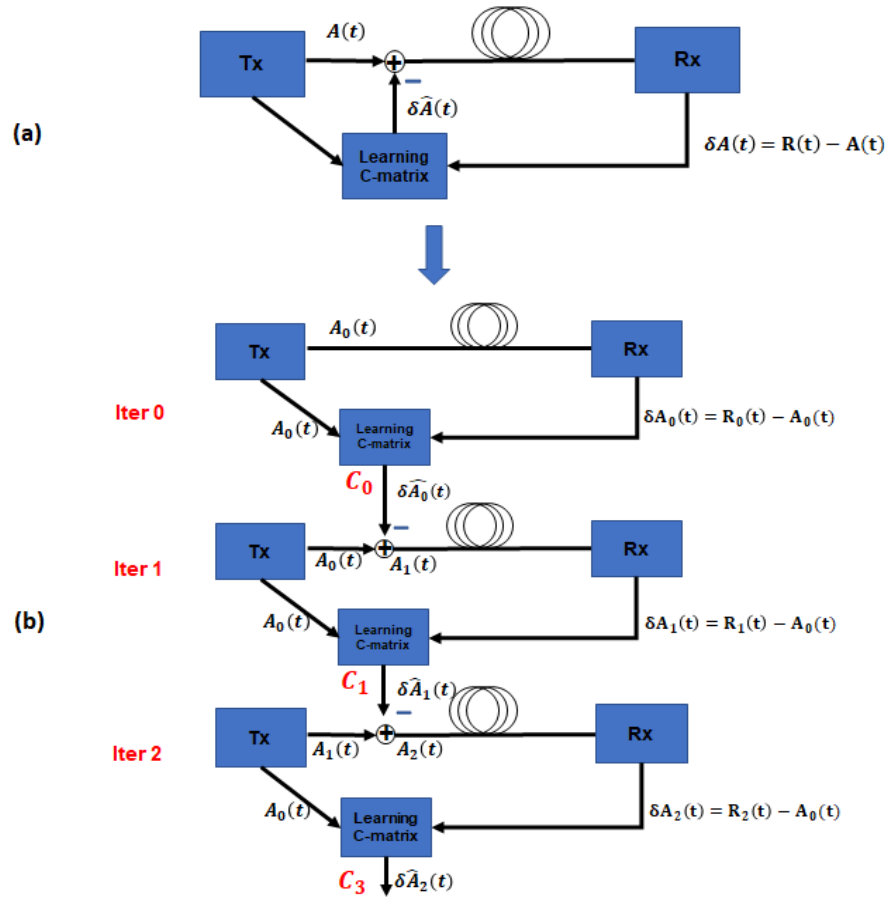 A(t)
Tx
+
Rx
−
δÂ(t)
(a)
Learning
C-matrix
δA(t) = R(t) − A(t)
A₀(t)
Tx
Rx
Iter 0
A₀(t)
Learning
C-matrix
δA₀(t) = R₀(t) − A₀(t)
C₀
δÂ₀(t)
−
Tx
A₀(t)
+
A₁(t)
Rx
Iter 1
A₀(t)
(b)
Learning
C-matrix
δA₁(t) = R₁(t) − A₀(t)
C₁
δÂ₁(t)
−
Tx
+
Rx
Iter 2
A₁(t)
A₂(t)
A₀(t)
Learning
C-matrix
δA₂(t) = R₂(t) − A₀(t)
C₃
δÂ₂(t)